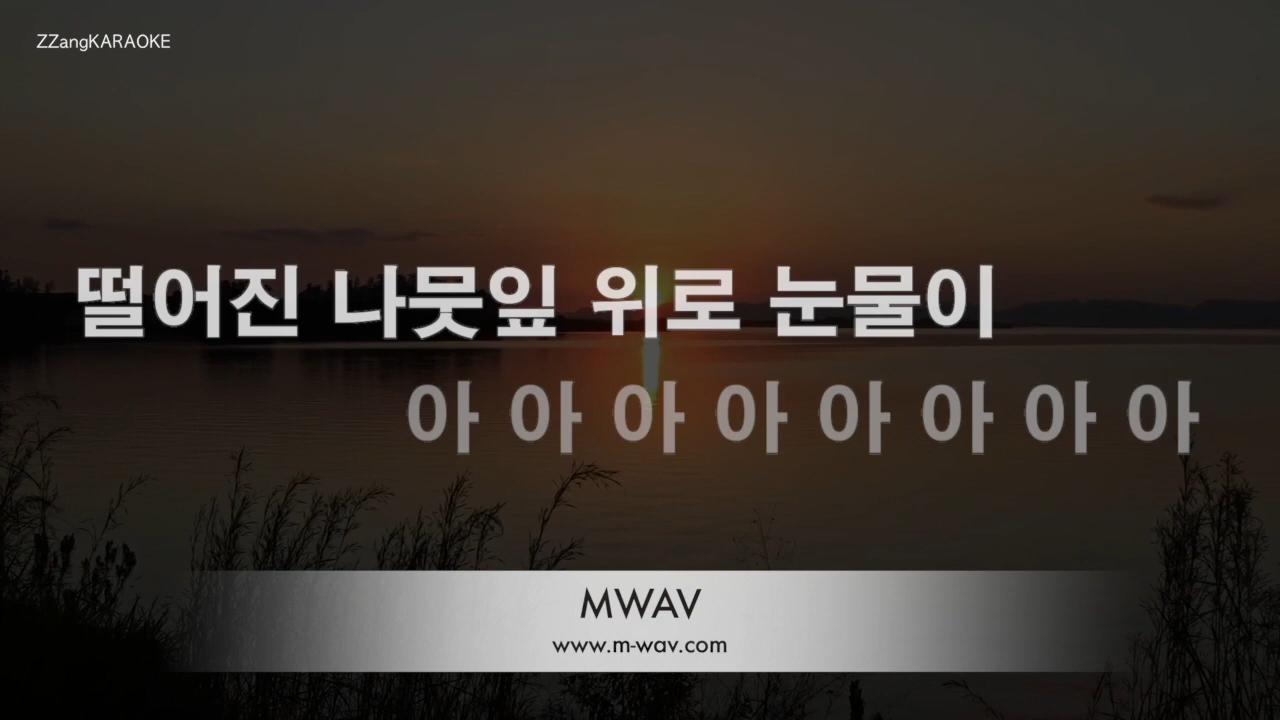 ZZangKARAOKE
떨어진 나뭇잎 위로 눈물이
아 아 아 아 아 아 아 아
MWAV
www.m-wav.com